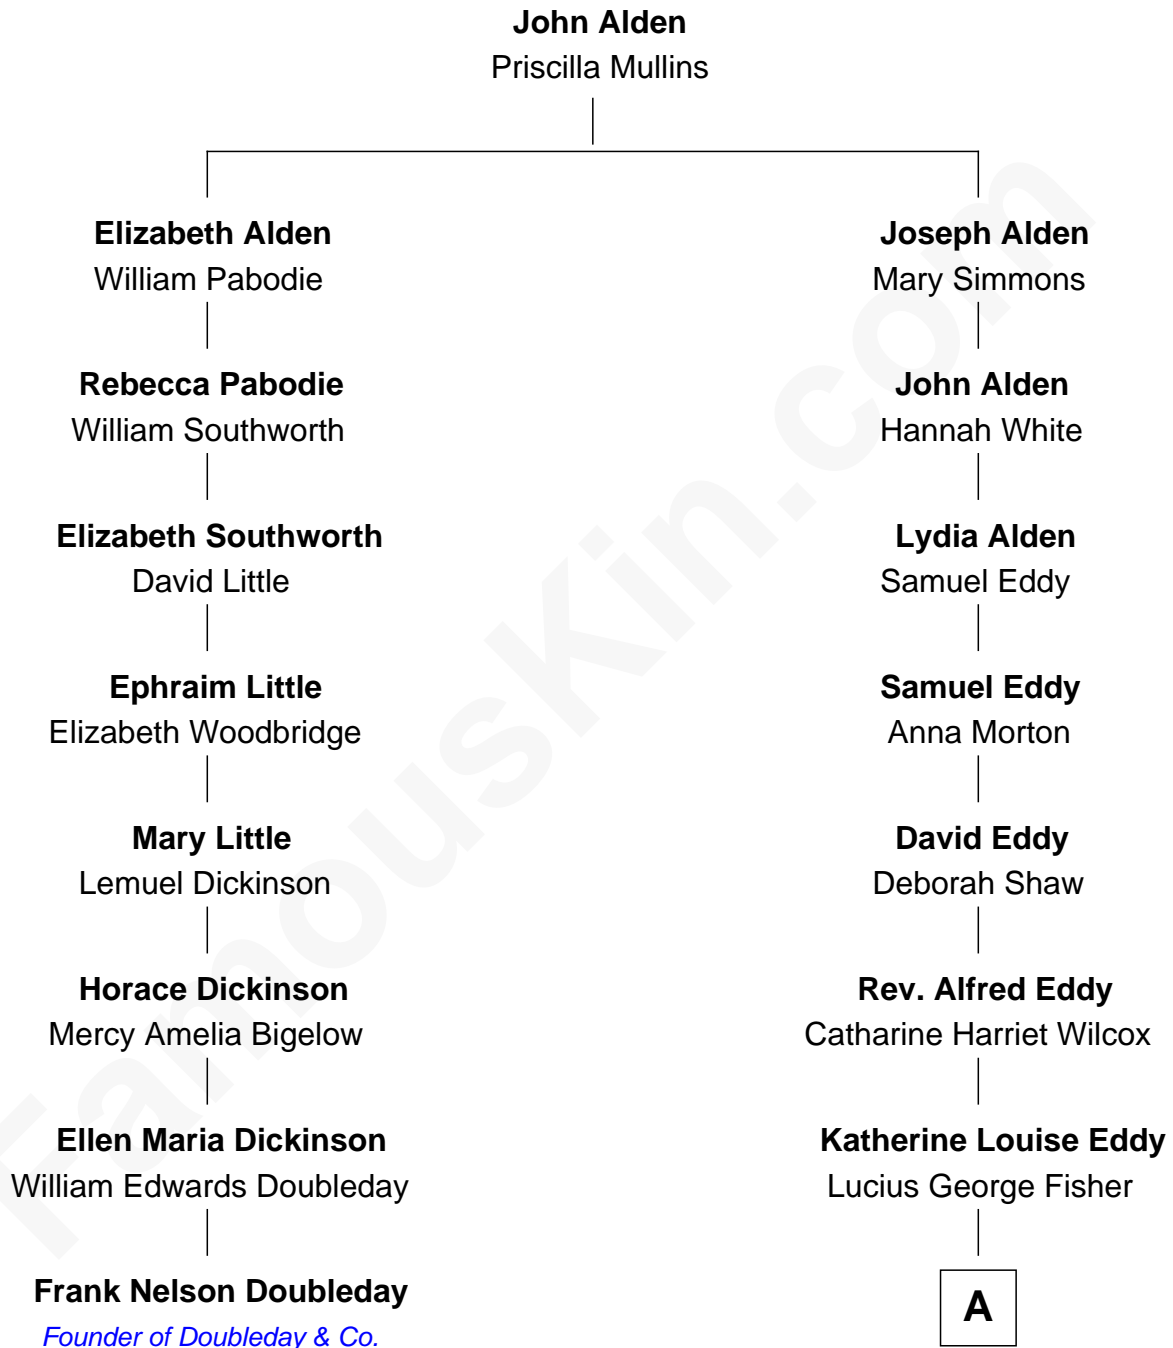 John Alden
Priscilla Mullins
Elizabeth Alden
William Pabodie
Joseph Alden
Mary Simmons
Rebecca Pabodie
William Southworth
John Alden
Hannah White
Elizabeth Southworth
David Little
Lydia Alden
Samuel Eddy
Ephraim Little
Elizabeth Woodbridge
Samuel Eddy
Anna Morton
Mary Little
Lemuel Dickinson
David Eddy
Deborah Shaw
Horace Dickinson
Mercy Amelia Bigelow
Rev. Alfred Eddy
Catharine Harriet Wilcox
Ellen Maria Dickinson
William Edwards Doubleday
Katherine Louise Eddy
Lucius George Fisher
Frank Nelson Doubleday
Founder of Doubleday & Co.
A
FamousKin.com